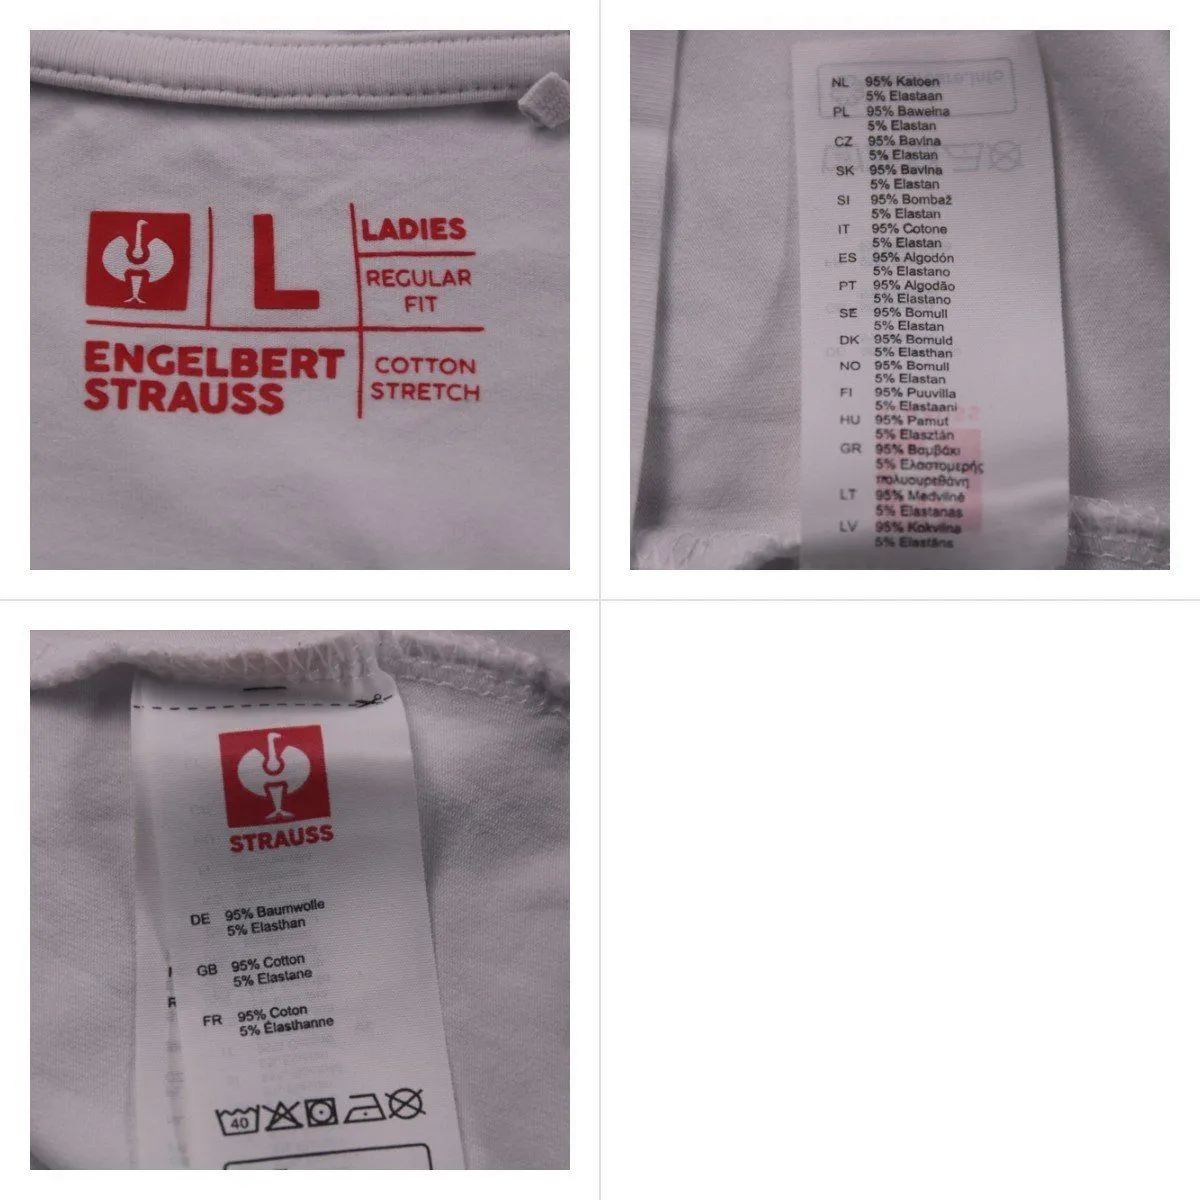 L
LADIES
REGULAR
FIT
ENGELBERT
STRAUSS
COTTON
STRETCH
NL 95% Katoen
5% Elastaan
PL 95% Bawełna
5% Elastan
CZ 95% Bavlna
5% Elastan
SK 95% Bavlna
5% Elastan
SI 95% Bombaž
5% Elastan
IT 95% Cotone
5% Elastan
ES 95% Algodón
5% Elastano
PT 95% Algodão
5% Elastano
SE 95% Bomull
5% Elastan
DK 95% Bomuld
5% Elasthan
NO 95% Bomull
5% Elastan
FI 95% Puuvilla
5% Elastaani
HU 95% Pamut
5% Elasztán
GR 95% Βαμβάκι
5% Ελαστομερής
πολυουρεθάνη
LT 95% Medvilnė
5% Elastanas
LV 95% Kokvilna
5% Elastāns
STRAUSS
DE 95% Baumwolle
5% Elasthan
GB 95% Cotton
5% Elastane
FR 95% Coton
5% Élasthanne
40